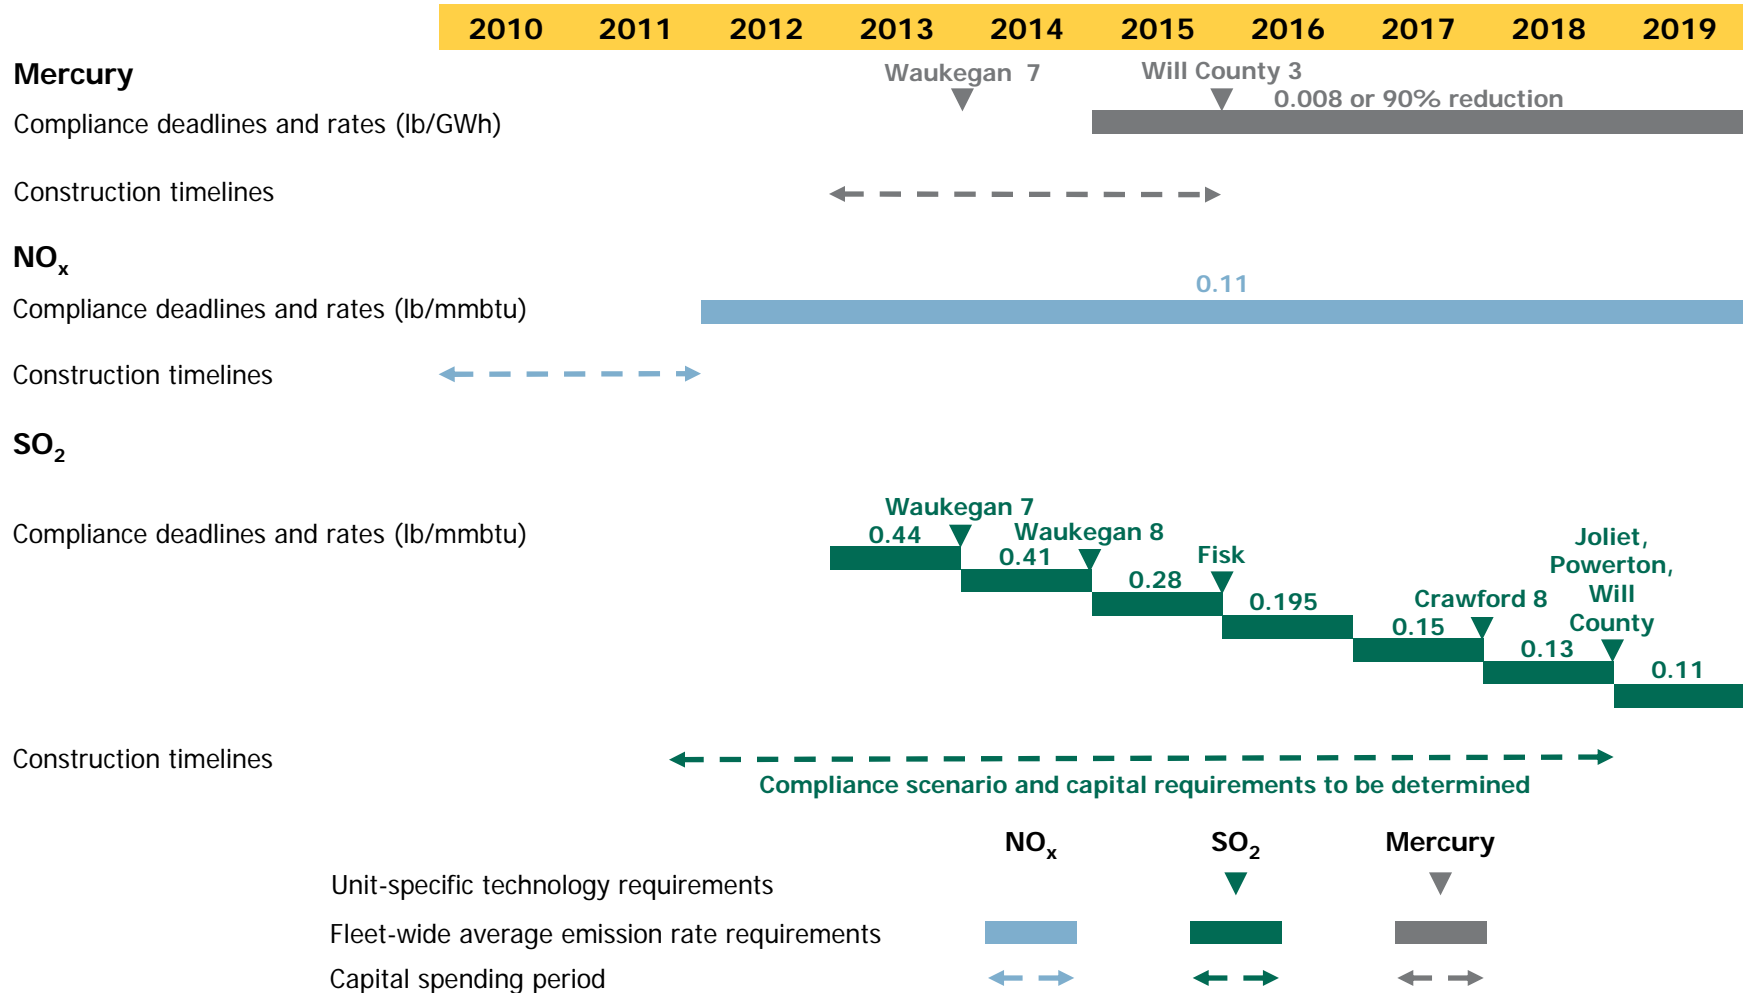 2010 2011 2012 2013 2014 2015 2016 2017 2018 2019
Mercury
Waukegan 7
Will County 3
0.008 or 90% reduction
Compliance deadlines and rates (lb/GWh)
Construction timelines
NOx
0.11
Compliance deadlines and rates (lb/mmbtu)
Construction timelines
SO2
Compliance deadlines and rates (lb/mmbtu)
Waukegan 7
0.44
Waukegan 8
0.41
Fisk
0.28
0.195
Crawford 8
0.15
Joliet,
Powerton,
Will
County
0.13
0.11
Construction timelines
Compliance scenario and capital requirements to be determined
NOx SO2 Mercury
Unit-specific technology requirements
Fleet-wide average emission rate requirements
Capital spending period